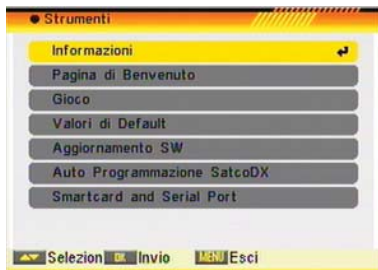 Strumenti
Informazioni
Pagina di Benvenuto
Gioco
Valori di Default
Aggiornamento SW
Auto Programmazione SatcoDX
Smartcard and Serial Port
Selezion OK Invio MENU Esci